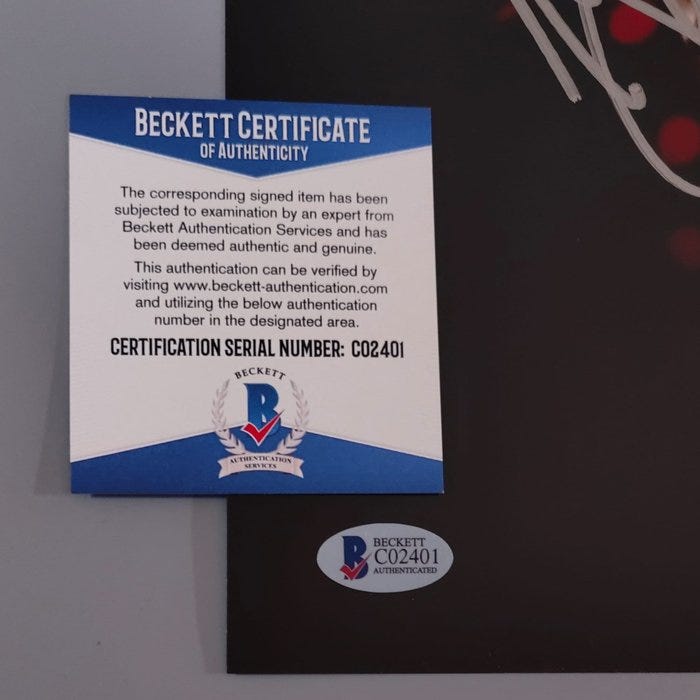 BECKETT CERTIFICATE
OF AUTHENTICITY
The corresponding signed item has been
subjected to examination by an expert from
Beckett Authentication Services and has
been deemed authentic and genuine.
This authentication can be verified by
visiting www.beckett-authentication.com
and utilizing the below authentication
number in the designated area.
CERTIFICATION SERIAL NUMBER: C02401
BECKETT
B
AUTHENTICATION
SERVICES
B
BECKETT
C02401
AUTHENTICATED